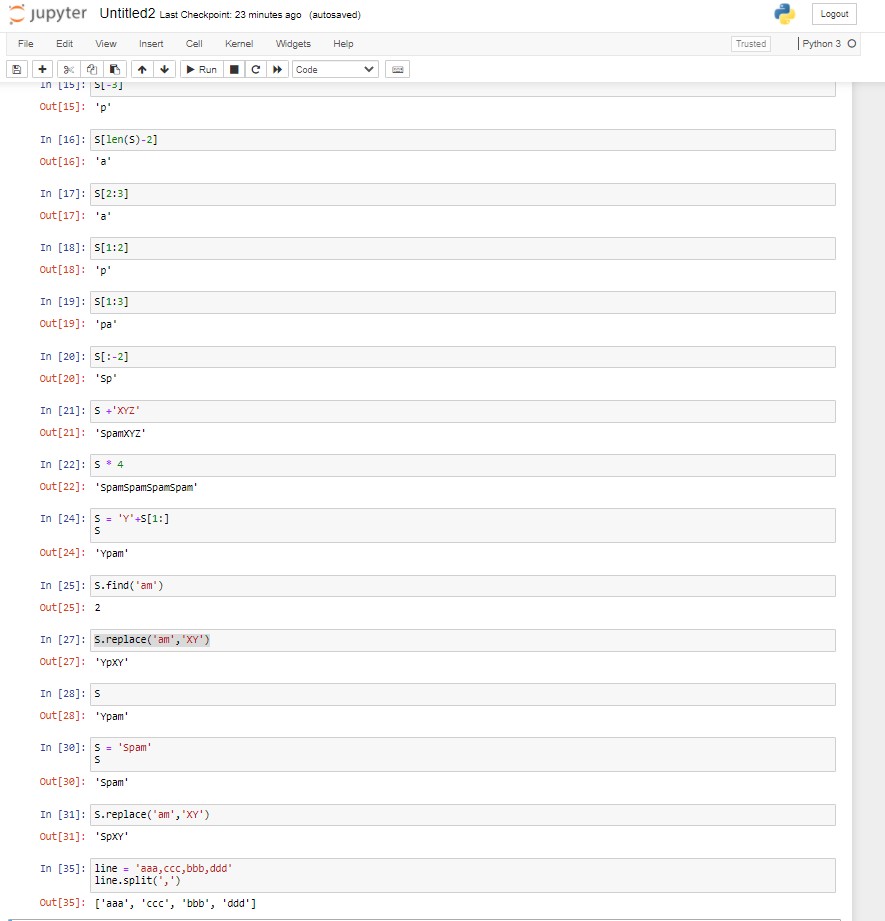 jupyter Untitled2 Last Checkpoint: 23 minutes ago (autosaved)
Logout
File Edit View Insert Cell Kernel Widgets Help
Trusted Python 3
Run Code
In [15]: S[-3]
Out[15]: 'p'
In [16]: S[len(S)-2]
Out[16]: 'a'
In [17]: S[2:3]
Out[17]: 'a'
In [18]: S[1:2]
Out[18]: 'p'
In [19]: S[1:3]
Out[19]: 'pa'
In [20]: S[:-2]
Out[20]: 'Sp'
In [21]: S +'XYZ'
Out[21]: 'SpamXYZ'
In [22]: S * 4
Out[22]: 'SpamSpamSpamSpam'
In [24]: S = 'Y'+S[1:]
S
Out[24]: 'Ypam'
In [25]: S.find('am')
Out[25]: 2
In [27]: S.replace('am','XY')
Out[27]: 'YpXY'
In [28]: S
Out[28]: 'Ypam'
In [30]: S = 'Spam'
S
Out[30]: 'Spam'
In [31]: S.replace('am','XY')
Out[31]: 'SpXY'
In [35]: line = 'aaa,ccc,bbb,ddd'
line.split(',')
Out[35]: ['aaa', 'ccc', 'bbb', 'ddd']